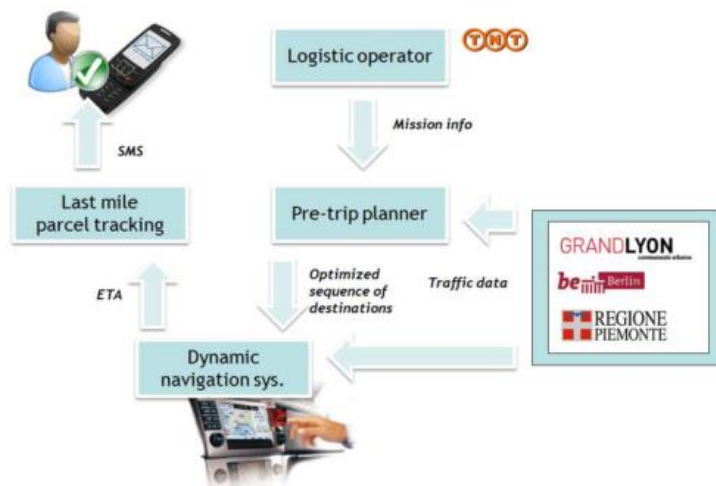 Logistic operator
TNT
Mission info
SMS
Last mile
parcel tracking
Pre-trip planner
GRANDLYON
communauté urbaine
be Berlin
REGIONE
PIEMONTE
Traffic data
ETA
Optimized
sequence of
destinations
Dynamic
navigation sys.